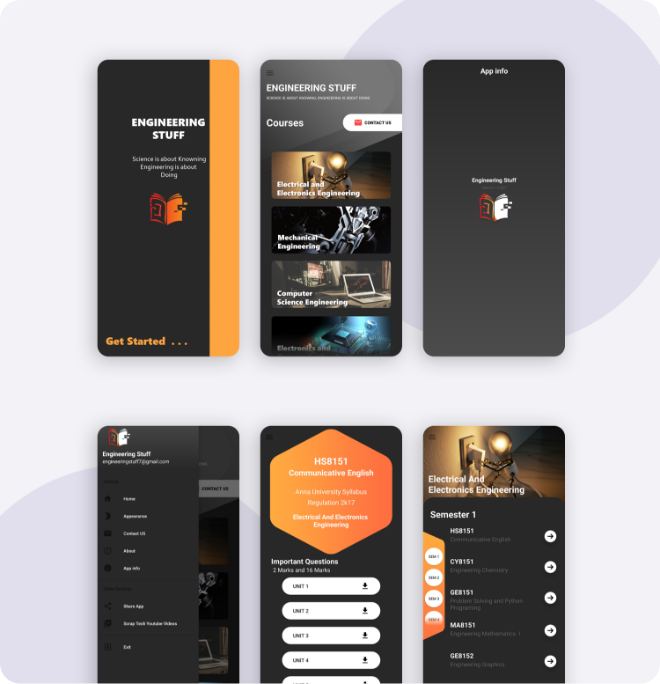 ENGINEERING
STUFF
Science is about Knowning
Engineering is about
Doing
Get Started ...
ENGINEERING STUFF
SCIENCE IS ABOUT KNOWING, ENGINEERING IS ABOUT DOING
Courses
CONTACT US
Electrical and
Electronics Engineering
Mechanical
Engineering
Computer
Science Engineering
Electronics and
App info
Engineering Stuff
Engineering Stuff
engineeringstuff7@gmail.com
CONTACT US
Home
Appearance
Contact US
About
App info
Share App
Scrap Tech Youtube Videos
Exit
HS8151
Communicative English
Anna University Syllabus
Regulation 2k17
Electrical And Electronics
Engineering
Important Questions
2 Marks and 16 Marks
UNIT 1
UNIT 2
UNIT 3
UNIT 4
Electrical And
Electronics Engineering
Semester 1
SEM 1
SEM 2
SEM 3
SEM 4
HS8151
Communicative English
CY8151
Engineering Chemistry
GE8151
Problem Solving and Python
Programing
MA8151
Engineering Mathematics 1
GE8152
Engineering Graphics